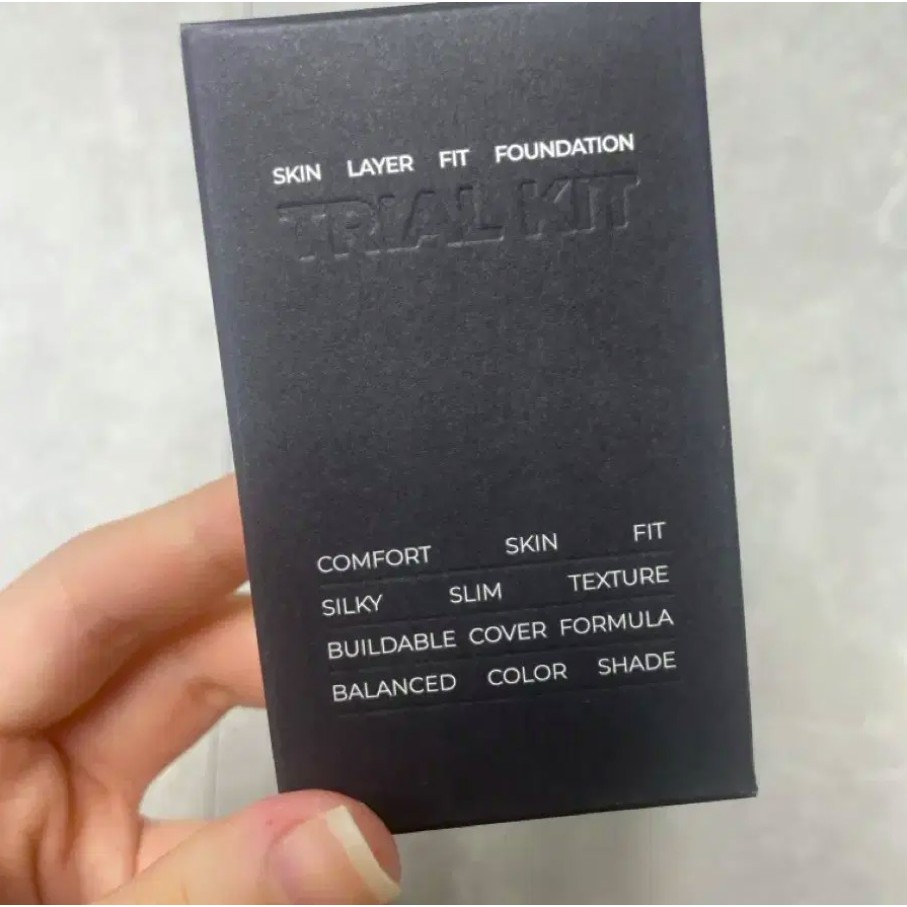 SKIN LAYER FIT FOUNDATION
TRIAL KIT
COMFORT SKIN FIT
SILKY SLIM TEXTURE
BUILDABLE COVER FORMULA
BALANCED COLOR SHADE